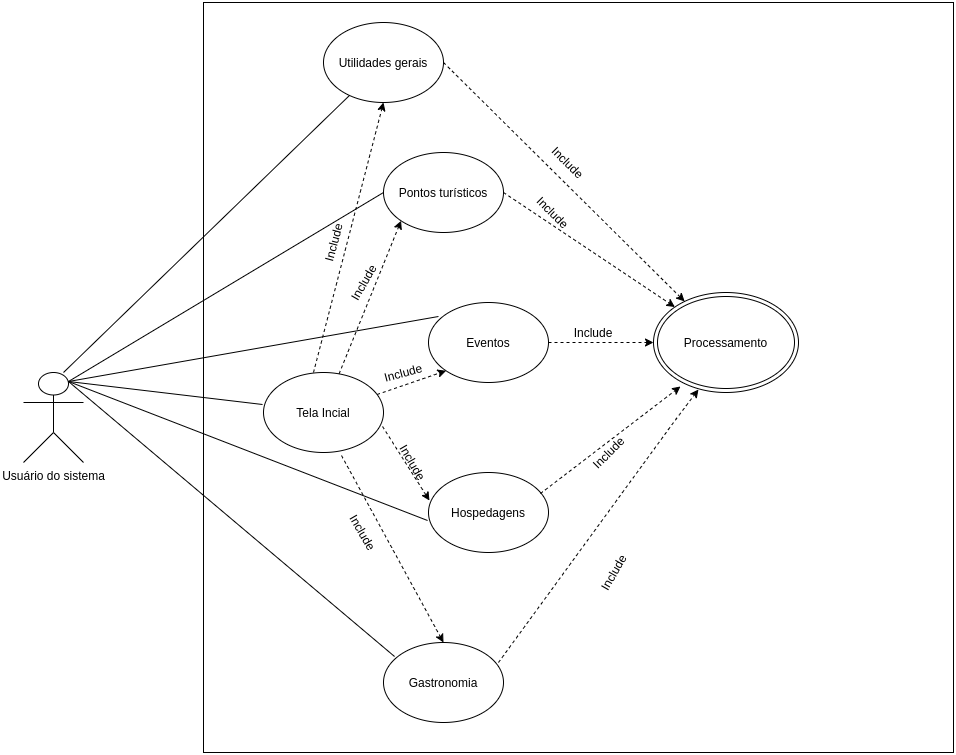 Utilidades gerais
Include
Pontos turísticos
Include
Include
Include
Eventos
Include
Processamento
Include
Tela Incial
Include
Include
Usuário do sistema
Hospedagens
Include
Include
Gastronomia